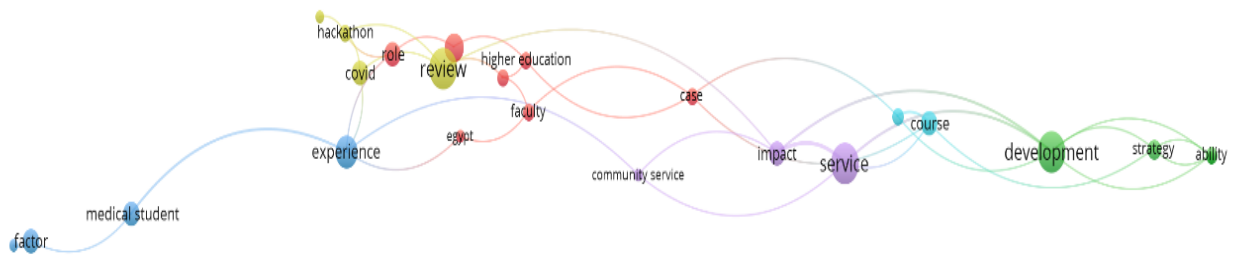 hackathon
role
review
covid
higher education
faculty
case
egypt
experience
course
impact
service
development
strategy
ability
community service
medical student
factor